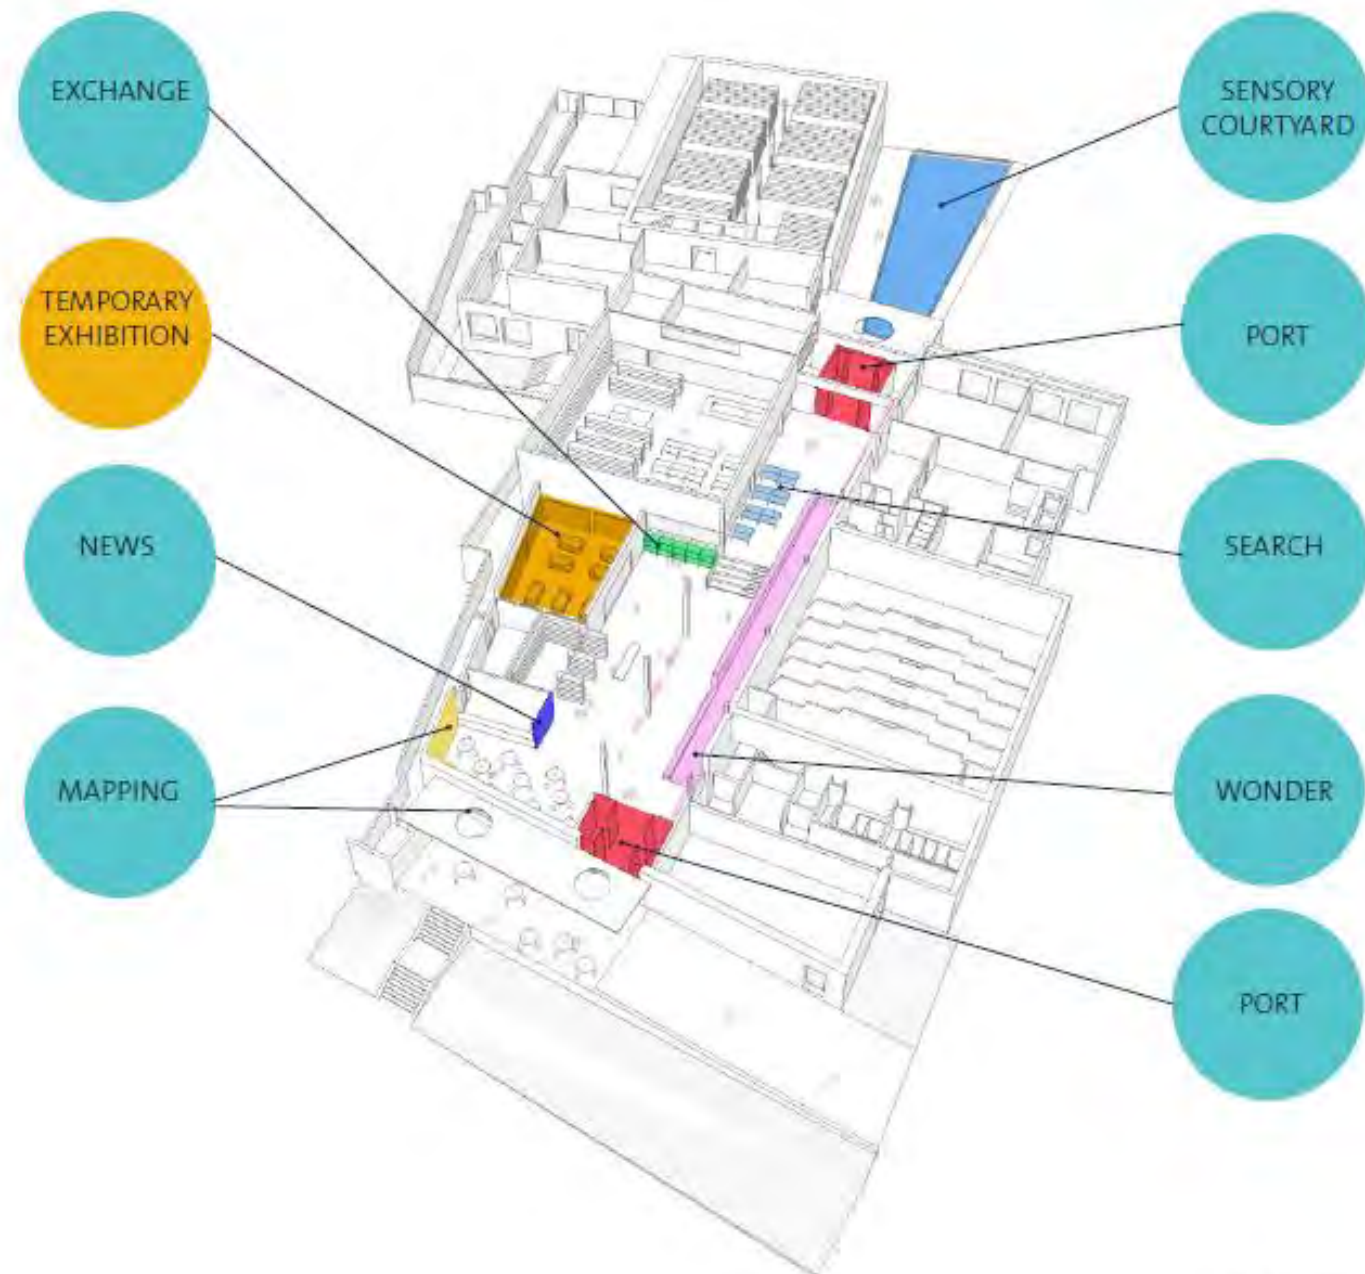 EXCHANGE
TEMPORARY
EXHIBITION
NEWS
MAPPING
SENSORY
COURTYARD
PORT
SEARCH
WONDER
PORT